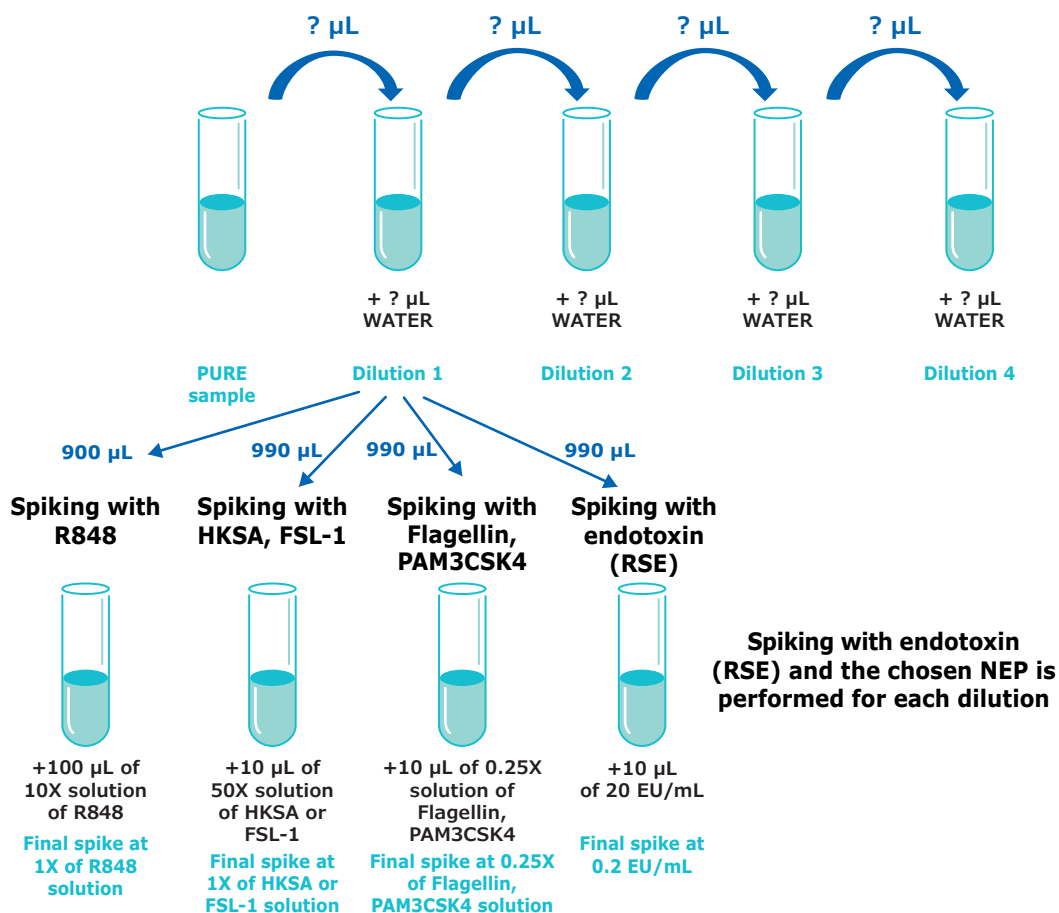 ? µL
? µL
? µL
? µL
+ ? µL
WATER
+ ? µL
WATER
+ ? µL
WATER
+ ? µL
WATER
PURE
sample
Dilution 1
Dilution 2
Dilution 3
Dilution 4
900 µL
990 µL
990 µL
990 µL
Spiking with
R848
Spiking with
HKSA, FSL-1
Spiking with
Flagellin,
PAM3CSK4
Spiking with
endotoxin
(RSE)
Spiking with endotoxin
(RSE) and the chosen NEP is
performed for each dilution
+100 µL of
10X solution
of R848
Final spike at
1X of R848
solution
+10 µL of
50X solution
of HKSA or
FSL-1
Final spike at
1X of HKSA or
FSL-1 solution
+10 µL of 0.25X
solution of
Flagellin,
PAM3CSK4
Final spike at 0.25X
of Flagellin,
PAM3CSK4 solution
+10 µL
of 20 EU/mL
Final spike at
0.2 EU/mL